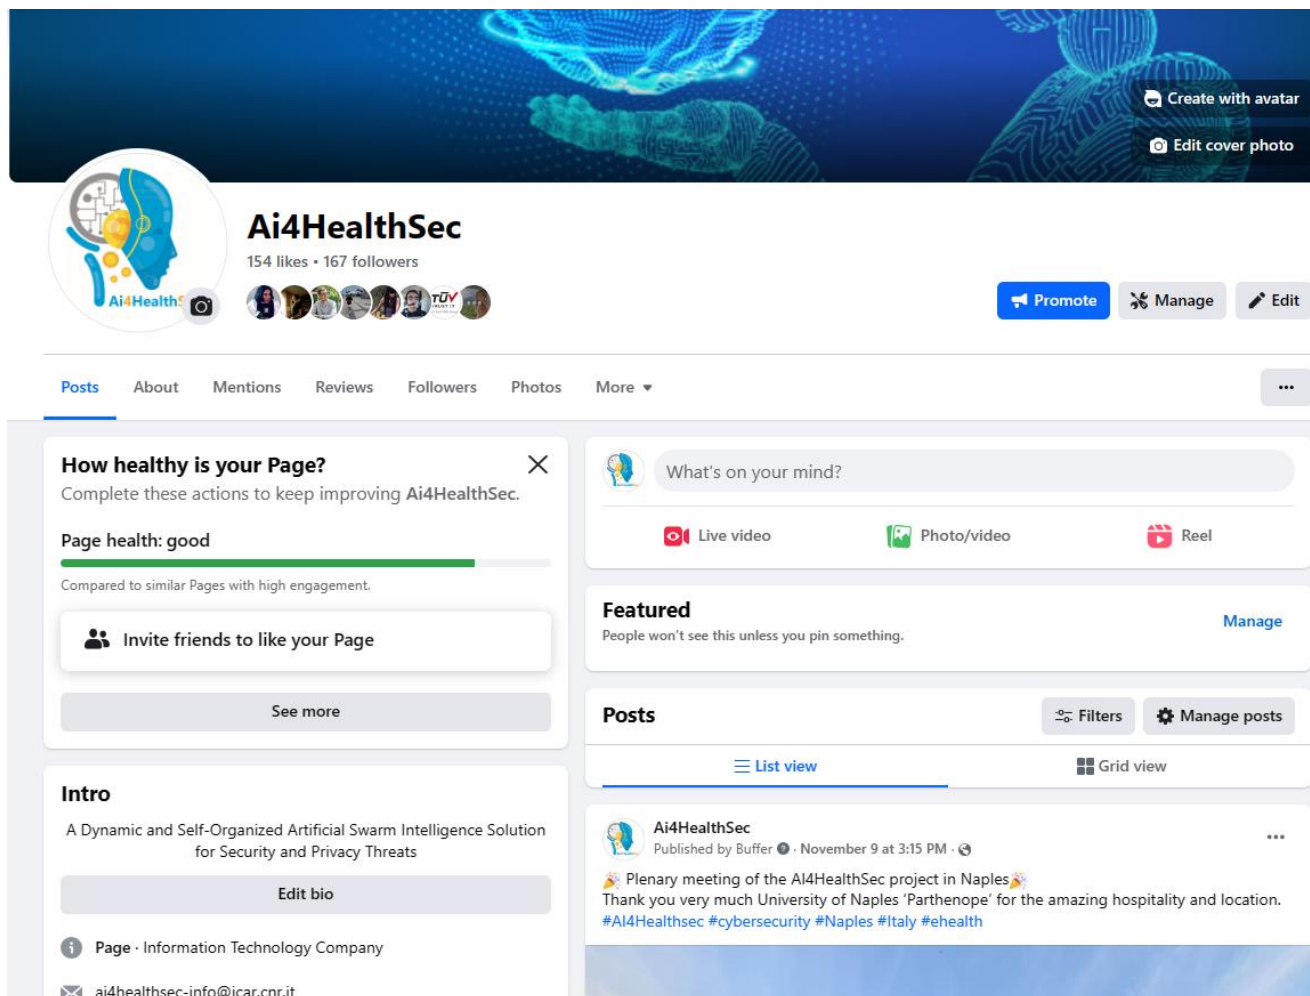 Create with avatar
Edit cover photo
Ai4HealthS
Ai4HealthSec
154 likes • 167 followers
TÜV
TRUST IT
Promote
Manage
Edit
Posts
About
Mentions
Reviews
Followers
Photos
More
How healthy is your Page?
Complete these actions to keep improving Ai4HealthSec.
Page health: good
Compared to similar Pages with high engagement.
Invite friends to like your Page
See more
Intro
A Dynamic and Self-Organized Artificial Swarm Intelligence Solution
for Security and Privacy Threats
Edit bio
Page · Information Technology Company
ai4healthsec-info@icar.cnr.it
What's on your mind?
Live video
Photo/video
Reel
Featured
People won't see this unless you pin something.
Manage
Posts
Filters
Manage posts
List view
Grid view
Ai4HealthSec
Published by Buffer · November 9 at 3:15 PM ·
🎉 Plenary meeting of the AI4HealthSec project in Naples🎉
Thank you very much University of Naples 'Parthenope' for the amazing hospitality and location.
#AI4Healthsec #cybersecurity #Naples #Italy #ehealth